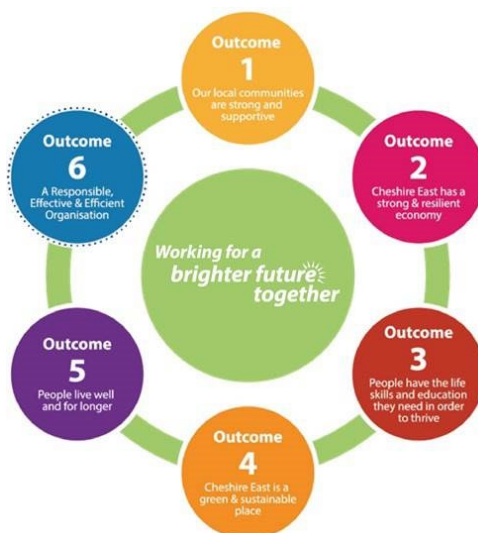 Outcome
1
Our local communities
are strong and
supportive
Outcome
2
Cheshire East has a
strong & resilient
economy
Outcome
3
People have the life
skills and education
they need in order
to thrive
Outcome
4
Cheshire East is a
green & sustainable
place
Outcome
5
People live well
and for longer
Outcome
6
A Responsible,
Effective & Efficient
Organisation
Working for a
brighter future
together